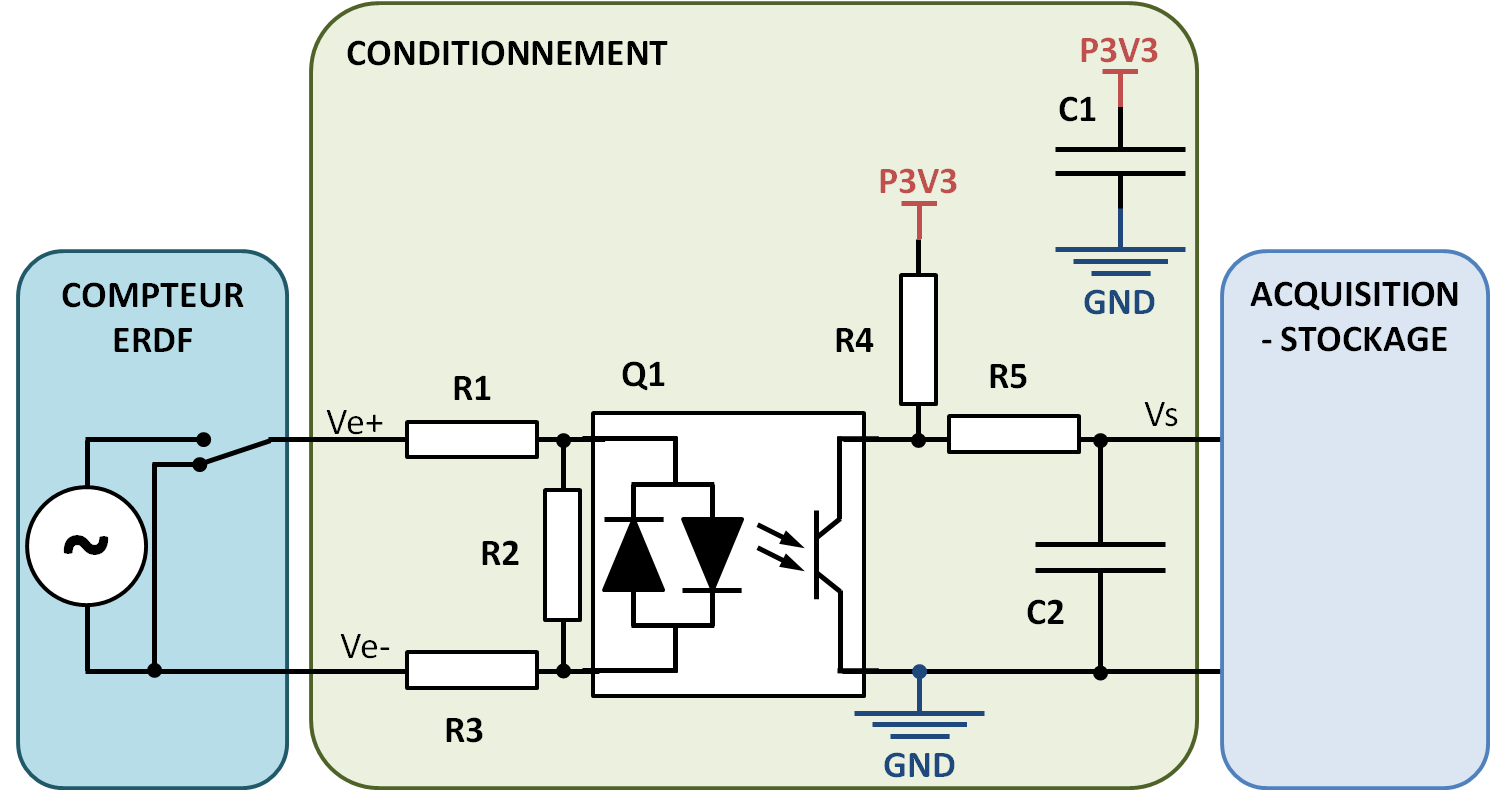 CONDITIONNEMENT
P3V3
C1
GND
P3V3
R4
R5
Vs
C2
GND
COMPTEUR
ERDF
Ve+
Ve-
R1
R2
R3
Q1
ACQUISITION
- STOCKAGE
~